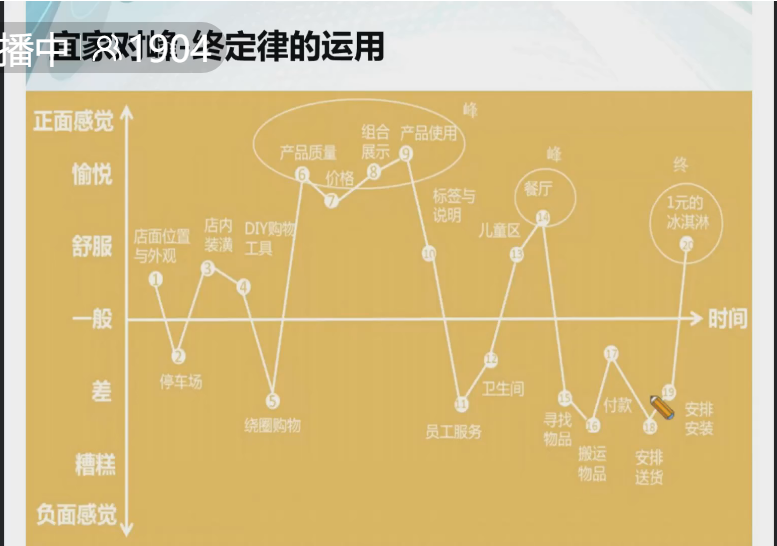 宜家对峰-终定律的运用
播中 1904
正面感觉
愉悦
舒服
一般
差
糟糕
负面感觉
时间
峰
峰
终
店面位置
与外观
1
停车场
2
店内
装潢
3
DIY购物
工具
4
绕圈购物
5
产品质量
6
价格
7
组合
展示
8
产品使用
9
标签与
说明
10
员工服务
11
卫生间
12
儿童区
13
餐厅
14
寻找
物品
15
搬运
物品
16
付款
17
安排
送货
18
安排
安装
19
1元的
冰淇淋
20